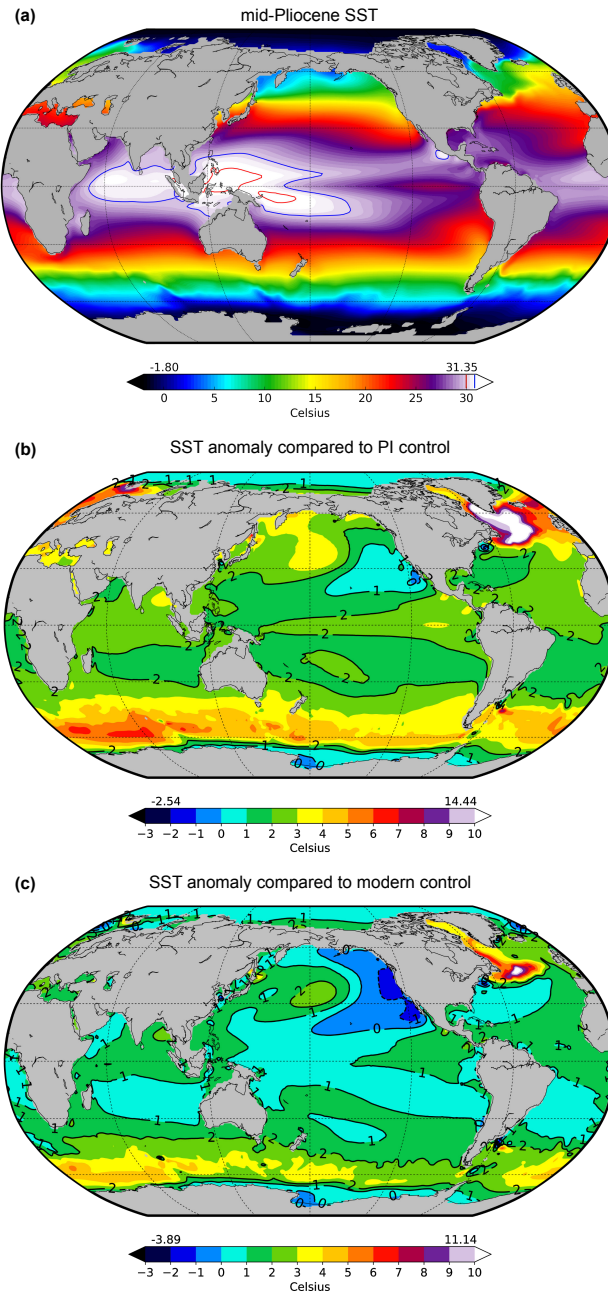 (a)
mid-Pliocene SST
-1.80 31.35
0 5 10 15 20 25 30
Celsius
(b)
SST anomaly compared to PI control
-2.54 14.44
−3 −2 −1 0 1 2 3 4 5 6 7 8 9 10
Celsius
(c)
SST anomaly compared to modern control
-3.89 11.14
−3 −2 −1 0 1 2 3 4 5 6 7 8 9 10
Celsius